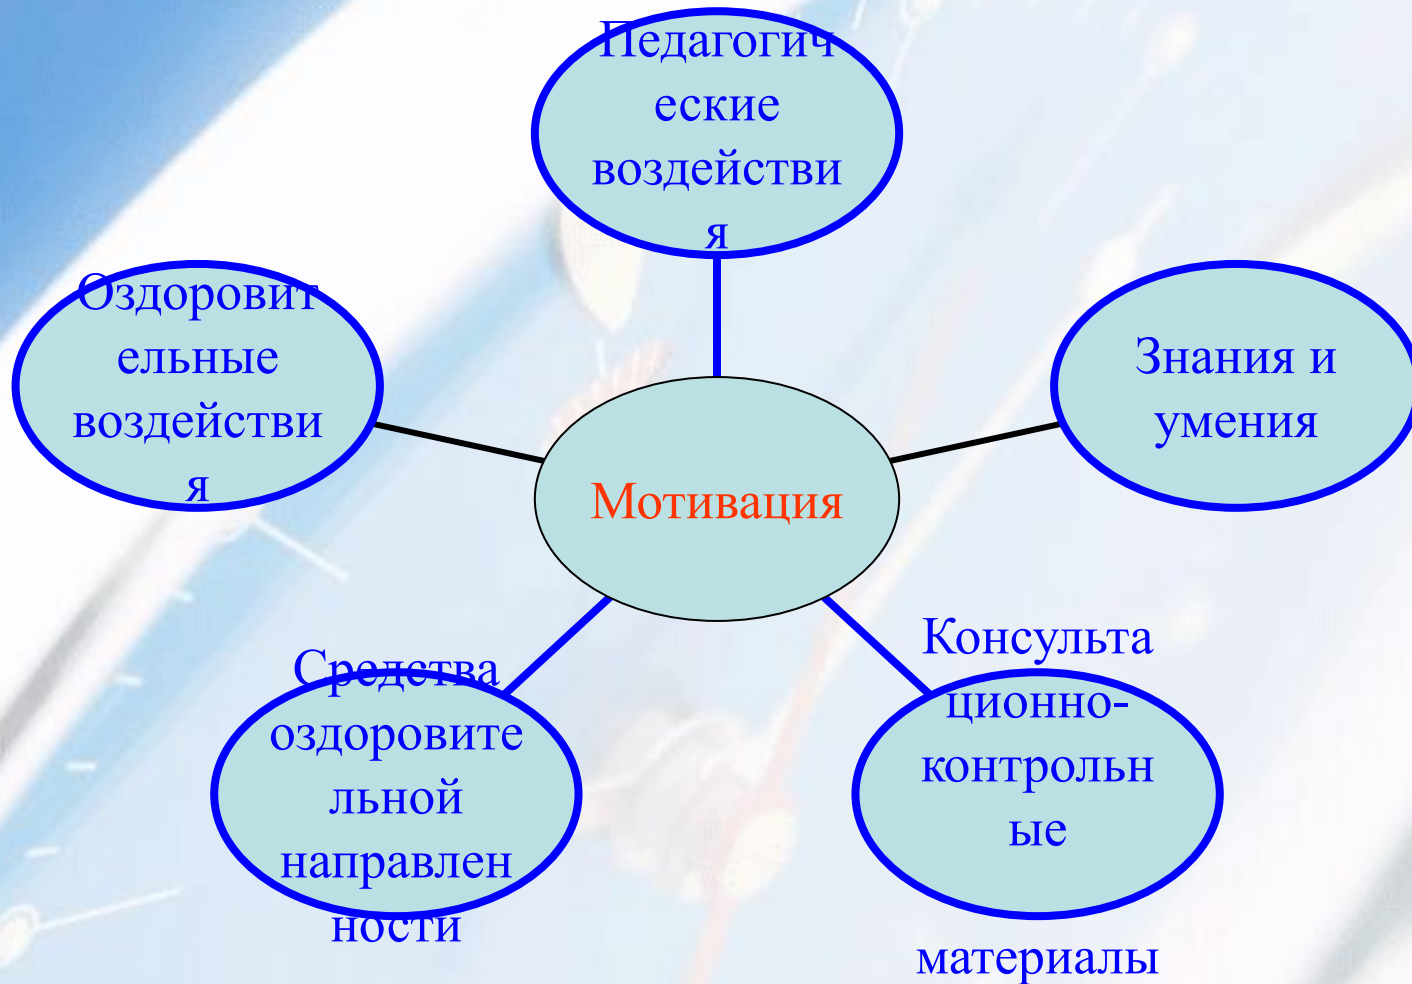 Педагогич
еские
воздействи
я
Оздоровит
ельные
воздействи
я
Знания и
умения
Мотивация
Средства
оздоровите
льной
направлен
ности
Консульта
ционно-
контрольн
ые
материалы